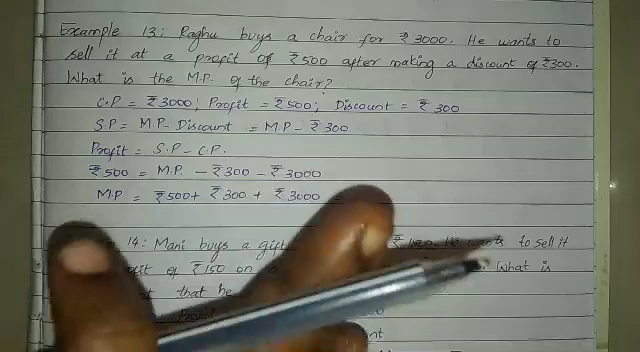 Example 13: Raghu buys a chair for ₹3000. He wants to
sell it at a profit of ₹500 after making a discount of ₹300.
What is the M.P. of the chair?
C.P = ₹3000; Profit = ₹500; Discount = ₹300
S.P = M.P - Discount = M.P - ₹300
Profit = S.P - C.P.
₹500 = M.P. - ₹300 - ₹3000
M.P = ₹500 + ₹300 + ₹3000 =
14: Mani buys a gift He wants to sell it
of ₹150 on What is
that he